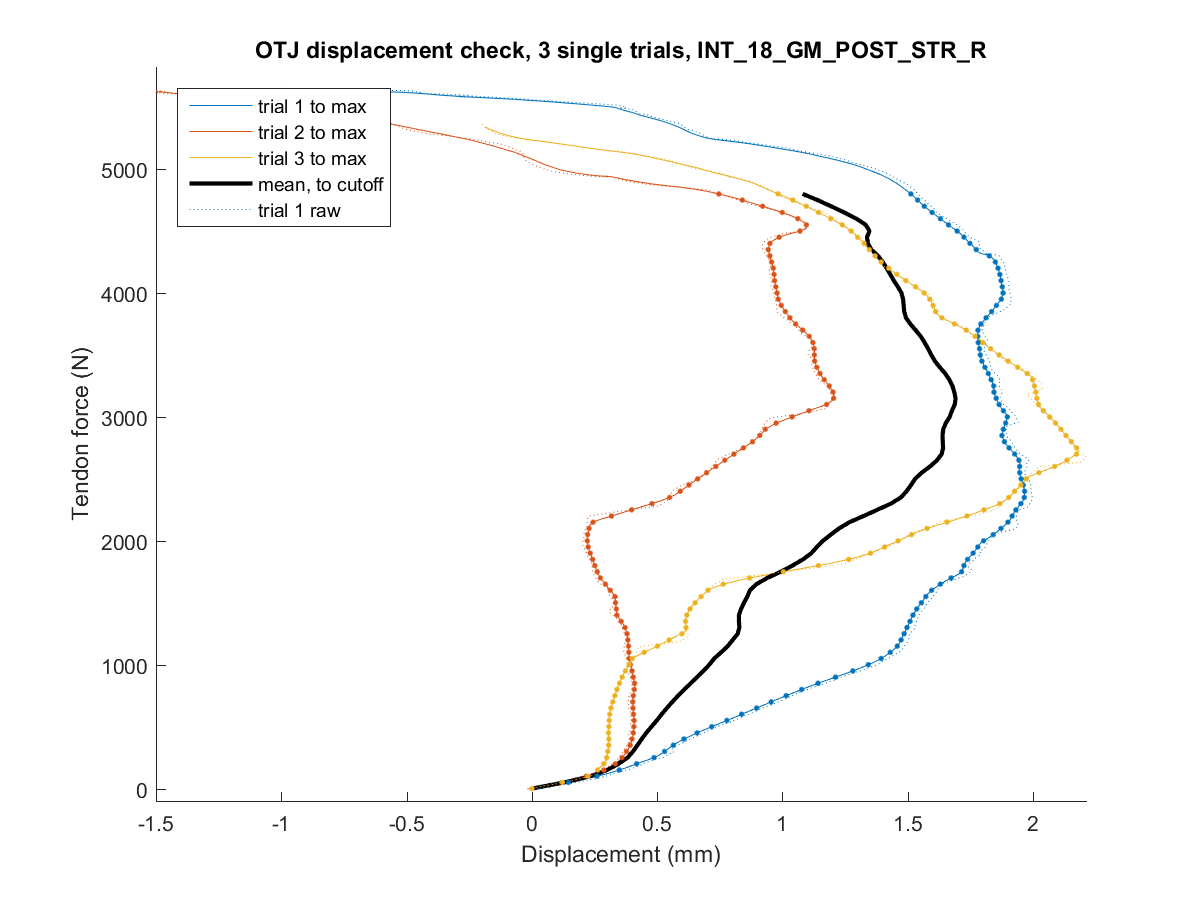 OTJ displacement check, 3 single trials, INT_18_GM_POST_STR_R
trial 1 to max
trial 2 to max
trial 3 to max
mean, to cutoff
trial 1 raw
5000
4000
3000
2000
1000
0
Tendon force (N)
-1.5
-1
-0.5
0
0.5
1
1.5
2
Displacement (mm)